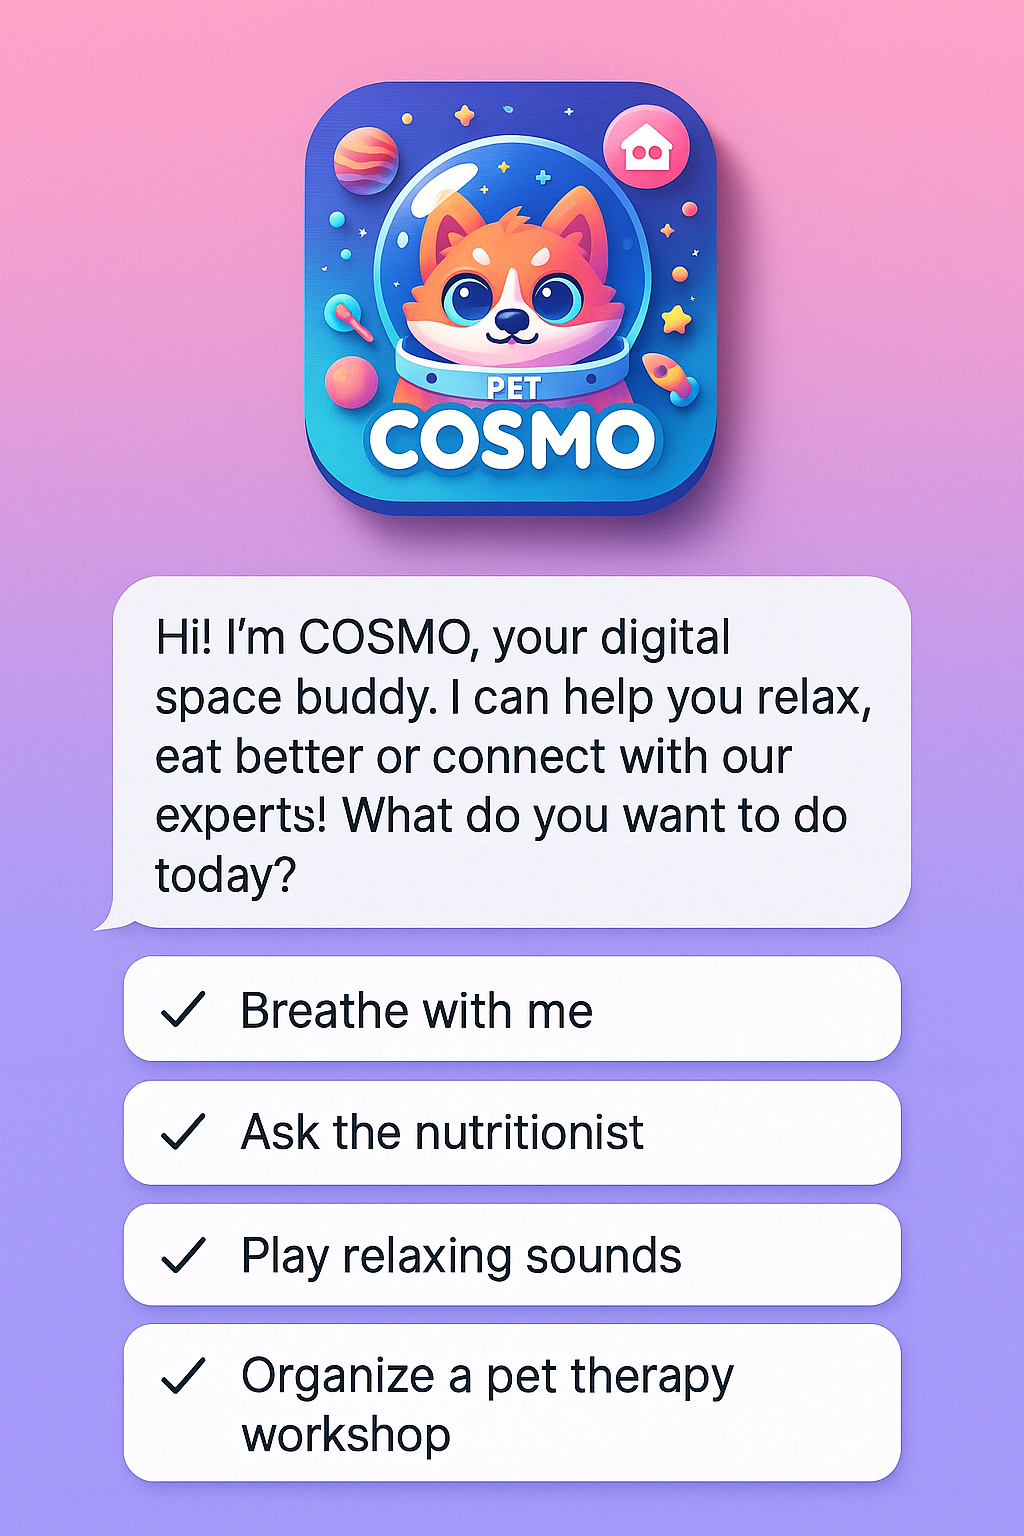 PET
COSMO
Hi! I’m COSMO, your digital
space buddy. I can help you relax,
eat better or connect with our
experts! What do you want to do
today?
Breathe with me
Ask the nutritionist
Play relaxing sounds
Organize a pet therapy
workshop